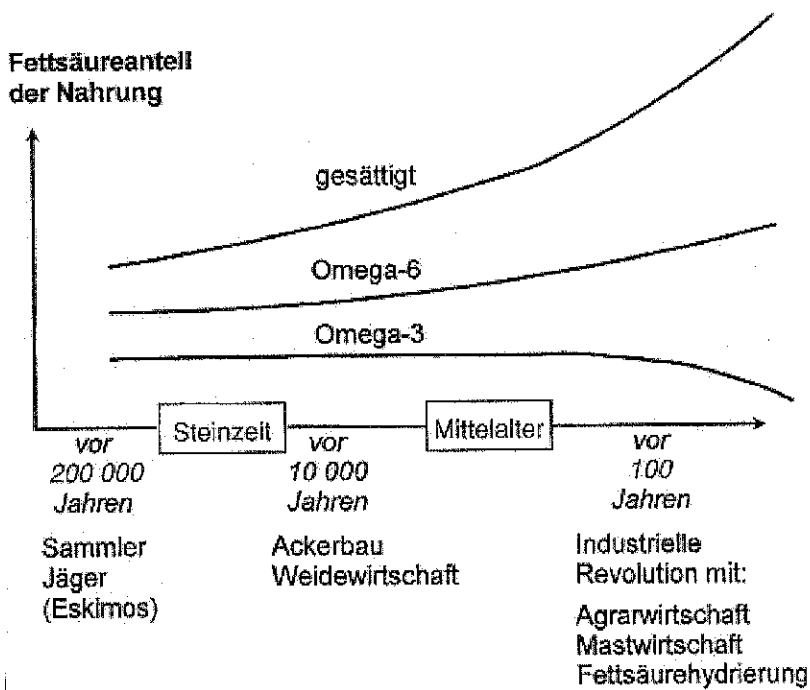 Fettsäureanteil
der Nahrung
gesättigt
Omega-6
Omega-3
Steinzeit
Mittelalter
vor
200 000
Jahren
vor
10 000
Jahren
vor
100
Jahren
Sammler
Jäger
(Eskimos)
Ackerbau
Weidewirtschaft
Industrielle
Revolution mit:
Agrarwirtschaft
Mastwirtschaft
Fettsäurehydrierung